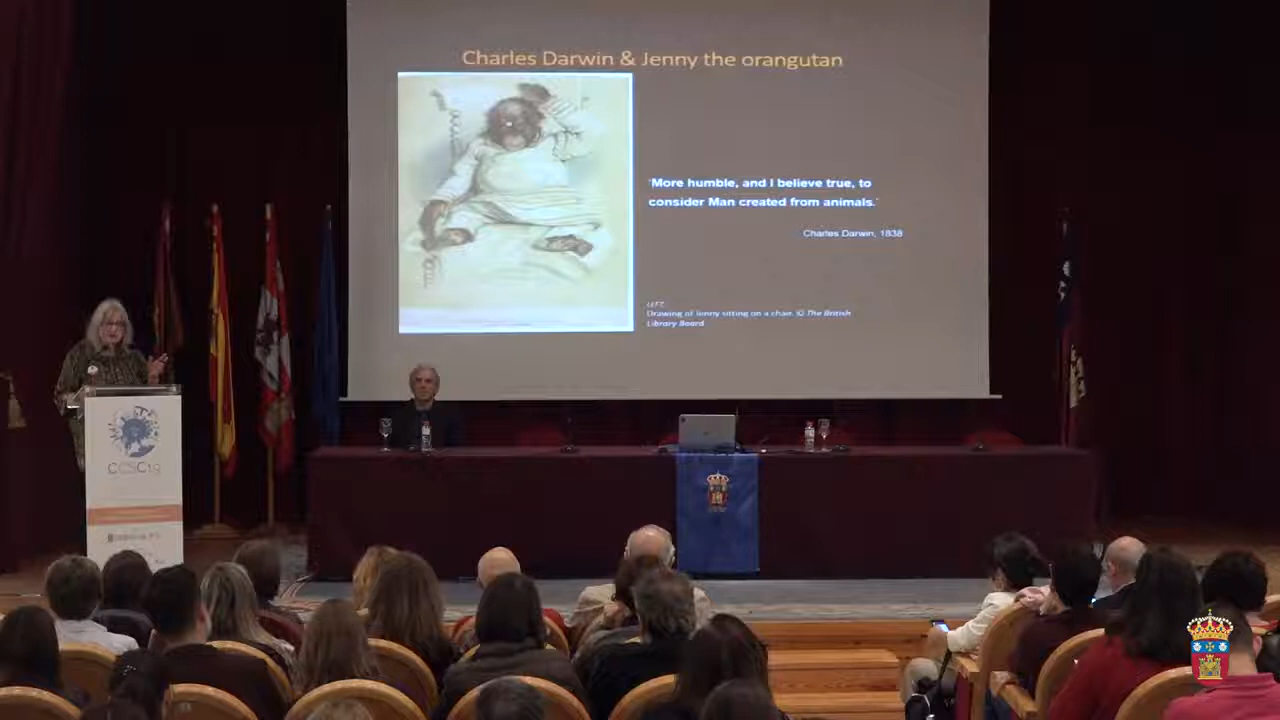 Charles Darwin & Jenny the orangutan
'More humble, and I believe true, to
consider Man created from animals.'
Charles Darwin, 1838
LEFT:
Drawing of Jenny sitting on a chair. © The British
Library Board
CCSC19